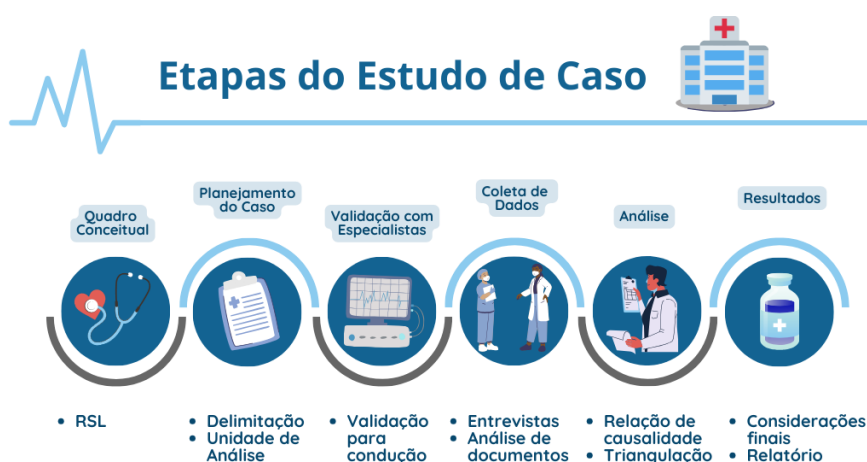 Etapas do Estudo de Caso
Quadro
Conceitual
Planejamento
do Caso
Validação com
Especialistas
Coleta de
Dados
Análise
Resultados
• RSL
• Delimitação
• Unidade de
Análise
• Validação
para
condução
• Entrevistas
• Análise de
documentos
• Relação de
causalidade
• Triangulação
• Considerações
finais
• Relatório